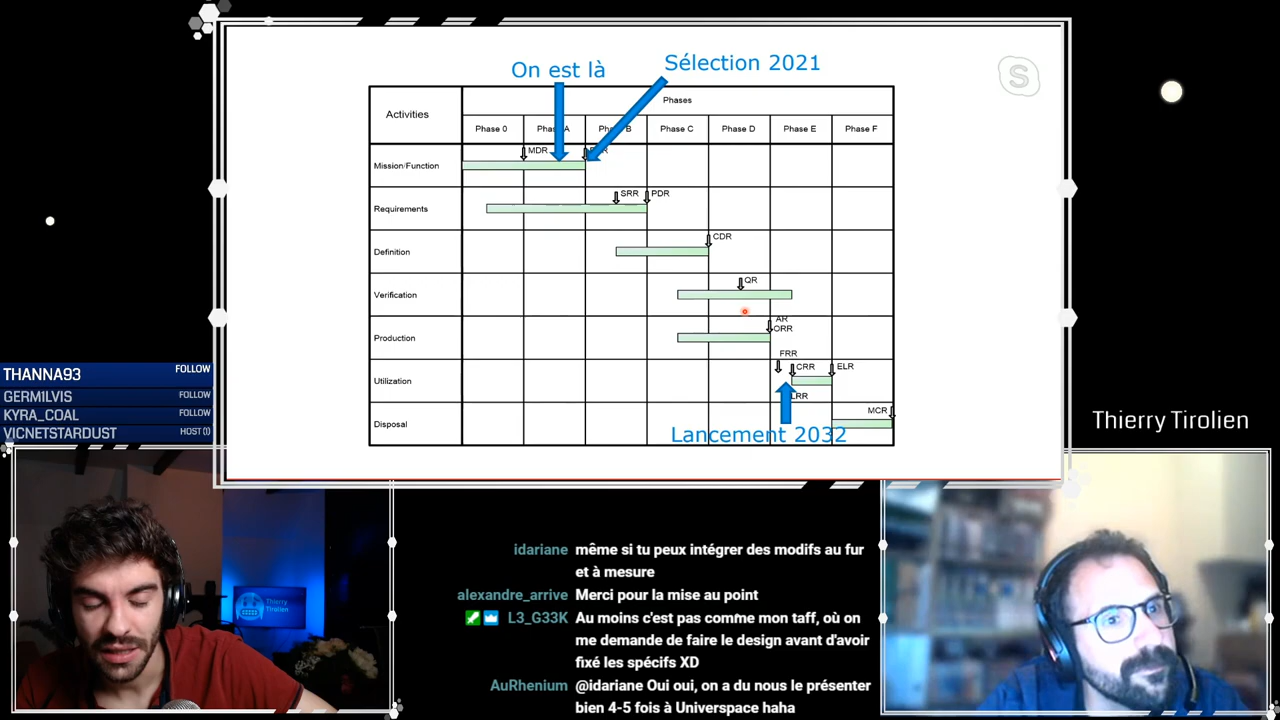 On est là
Sélection 2021
S
Activities
Phases
Phase 0
Phase C
Phase D
Phase E
Phase F
Mission/Function
MDR
Requirements
SRR
PDR
Definition
CDR
Verification
QR
Production
AR
ORR
Utilization
FRR
CRR
ELR
LRR
Disposal
MCR
Lancement 2032
THANNA93 FOLLOW
GERM1LVIS FOLLOW
KYRA_COAL FOLLOW
VICNETSTARDUST HOST (1)
Thierry Tirolien
Thierry
Tirolien
idariane même si tu peux intégrer des modifs au fur
et à mesure
alexandre_arrive Merci pour la mise au point
L3_G33K Au moins c'est pas comme mon taff, où on
me demande de faire le design avant d'avoir
fixé les spécifs XD
AuRhenium @idariane Oui oui, on a du nous le présenter
bien 4-5 fois à Universpace haha